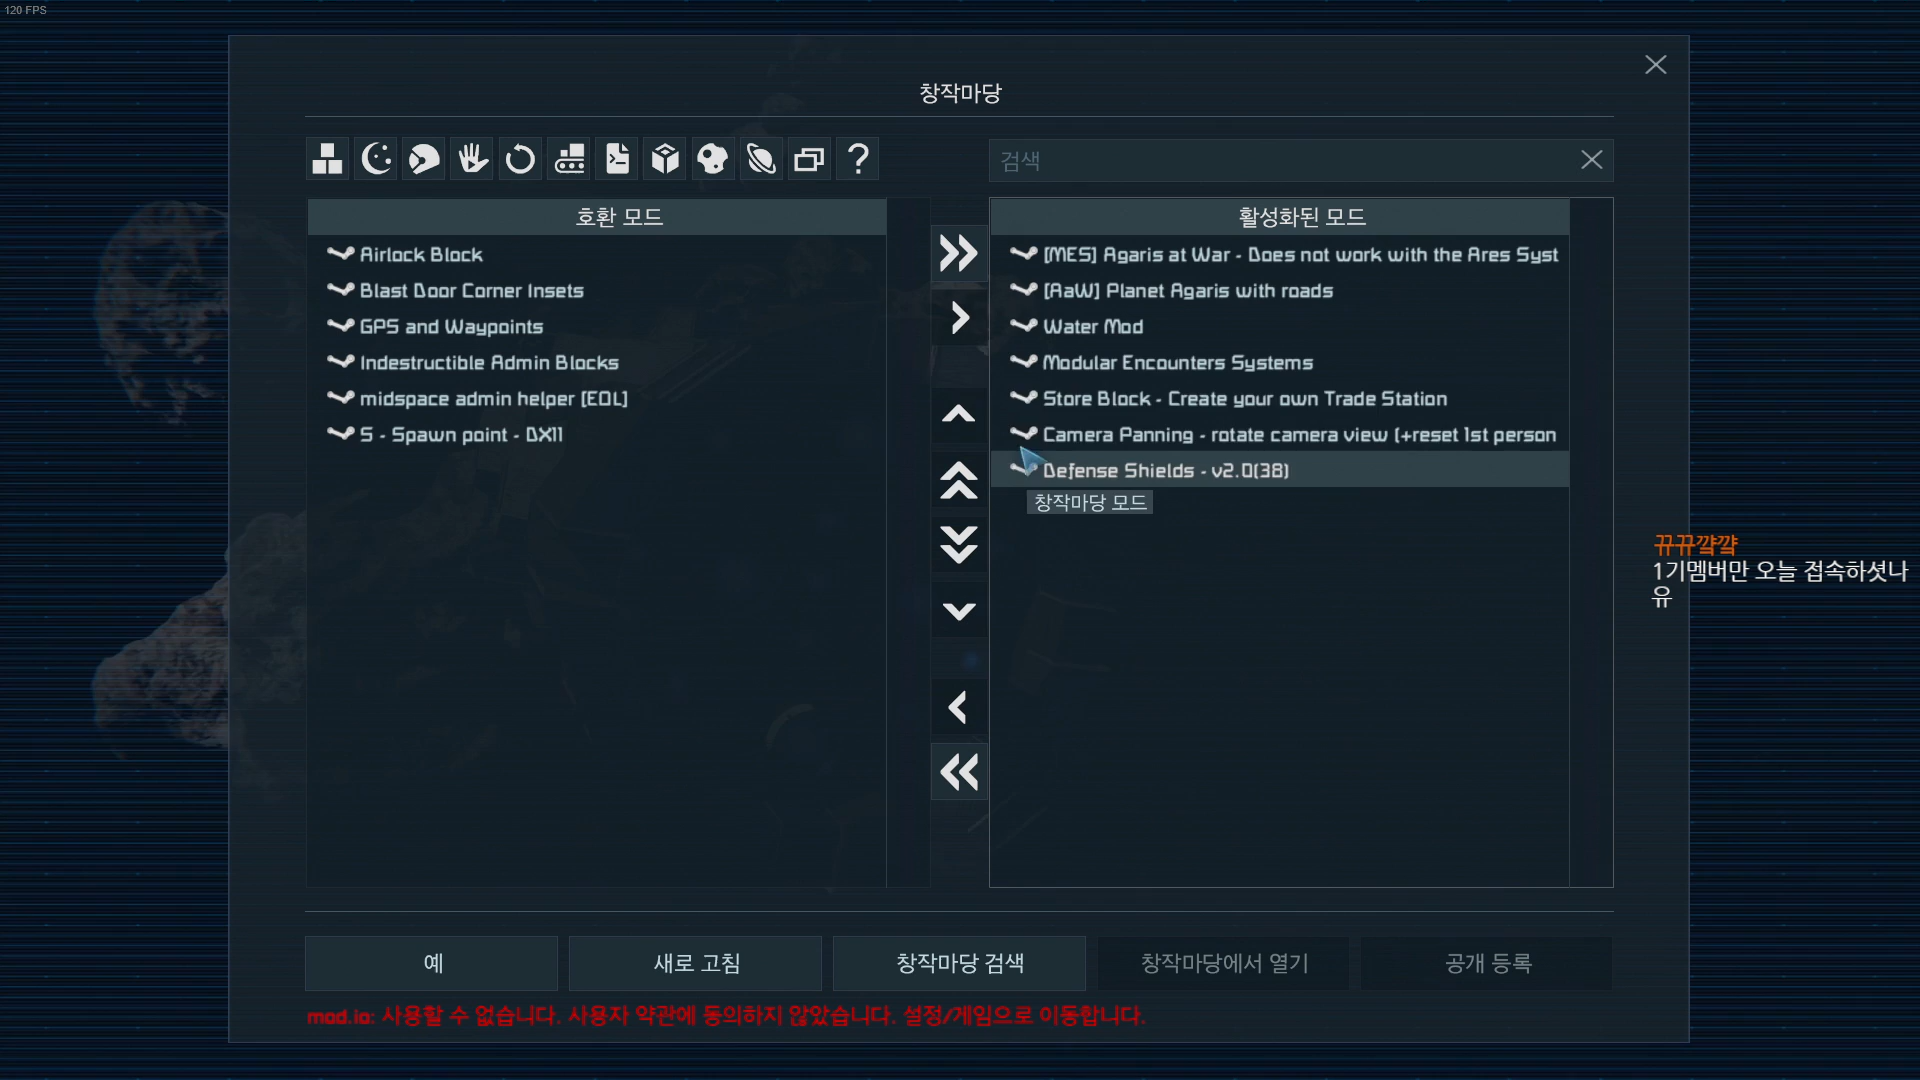 120 FPS
창작마당
검색
호환 모드
Airlock Block
Blast Door Corner Insets
GPS and Waypoints
Indestructible Admin Blocks
midspace admin helper [EOL]
S - Spawn point - DX11
활성화된 모드
[MES] Agaris at War - Does not work with the Ares Syst
[RaW] Planet Agaris with roads
Water Mod
Modular Encounters Systems
Store Block - Create your own Trade Station
Camera Panning - rotate camera view (+reset 1st person
Defense Shields - v2.0(38)
창작마당 모드
뀨뀨꺌꺌
1기멤버만 오늘 접속하셧나
유
예
새로 고침
창작마당 검색
창작마당에서 열기
공개 등록
mod.io: 사용할 수 없습니다. 사용자 약관에 동의하지 않았습니다. 설정/게임으로 이동합니다.